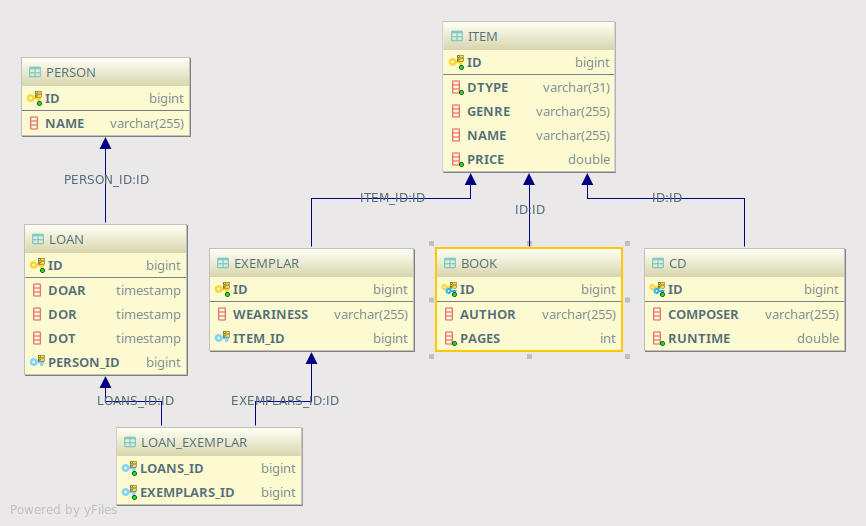 ITEM
ID bigint
DTYPE varchar(31)
GENRE varchar(255)
NAME varchar(255)
PRICE double
PERSON
ID bigint
NAME varchar(255)
PERSON_ID:ID
ITEM_ID:ID
ID:ID
ID:ID
LOAN
ID bigint
DOAR timestamp
DOR timestamp
DOT timestamp
PERSON_ID bigint
EXEMPLAR
ID bigint
WEARINESS varchar(255)
ITEM_ID bigint
BOOK
ID bigint
AUTHOR varchar(255)
PAGES int
CD
ID bigint
COMPOSER varchar(255)
RUNTIME double
LOANS_ID:ID
EXEMPLARS_ID:ID
LOAN_EXEMPLAR
LOANS_ID bigint
EXEMPLARS_ID bigint
Powered by yFiles